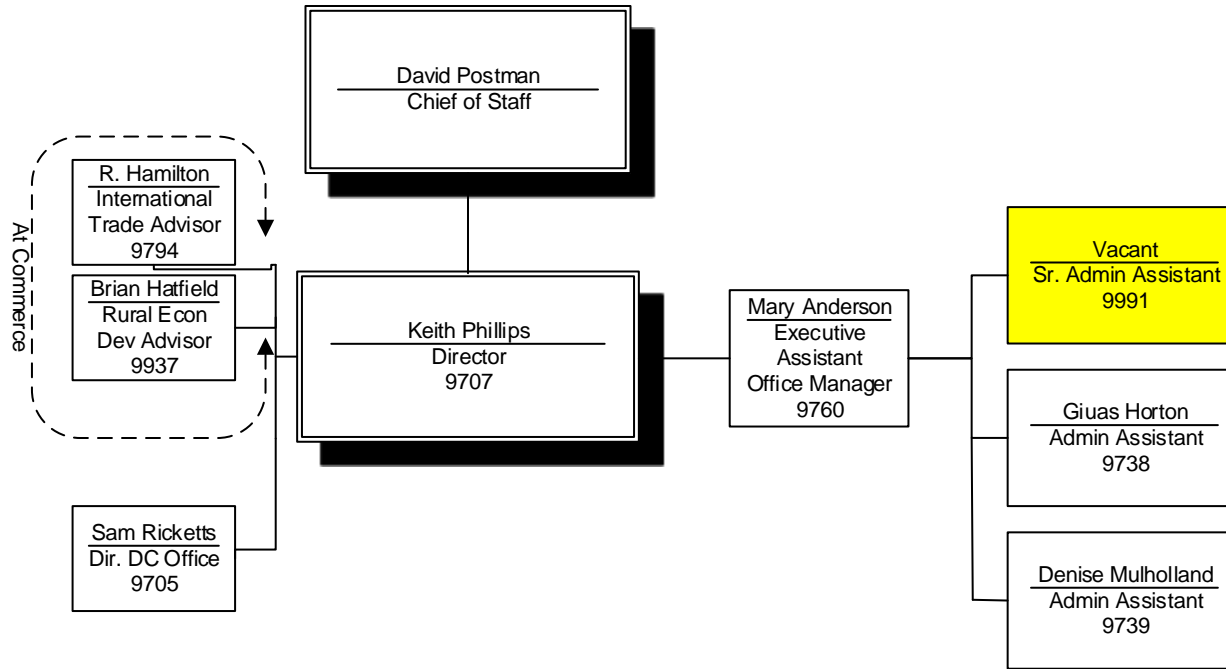 David Postman
Chief of Staff
At Commerce
R. Hamilton
International
Trade Advisor
9794
Brian Hatfield
Rural Econ
Dev Advisor
9937
Sam Ricketts
Dir. DC Office
9705
Keith Phillips
Director
9707
Mary Anderson
Executive
Assistant
Office Manager
9760
Vacant
Sr. Admin Assistant
9991
Giuas Horton
Admin Assistant
9738
Denise Mulholland
Admin Assistant
9739